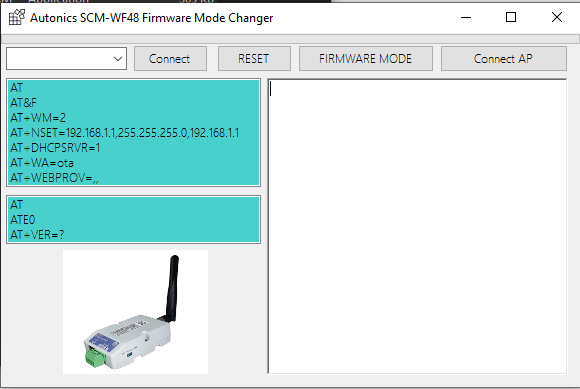 Autonics SCM-WF48 Firmware Mode Changer
Connect
RESET
FIRMWARE MODE
Connect AP
AT
AT&F
AT+WM=2
AT+NSET=192.168.1.1,255.255.255.0,192.168.1.1
AT+DHCPSRVR=1
AT+WA=ota
AT+WEBPROV=,,
AT
ATE0
AT+VER=?